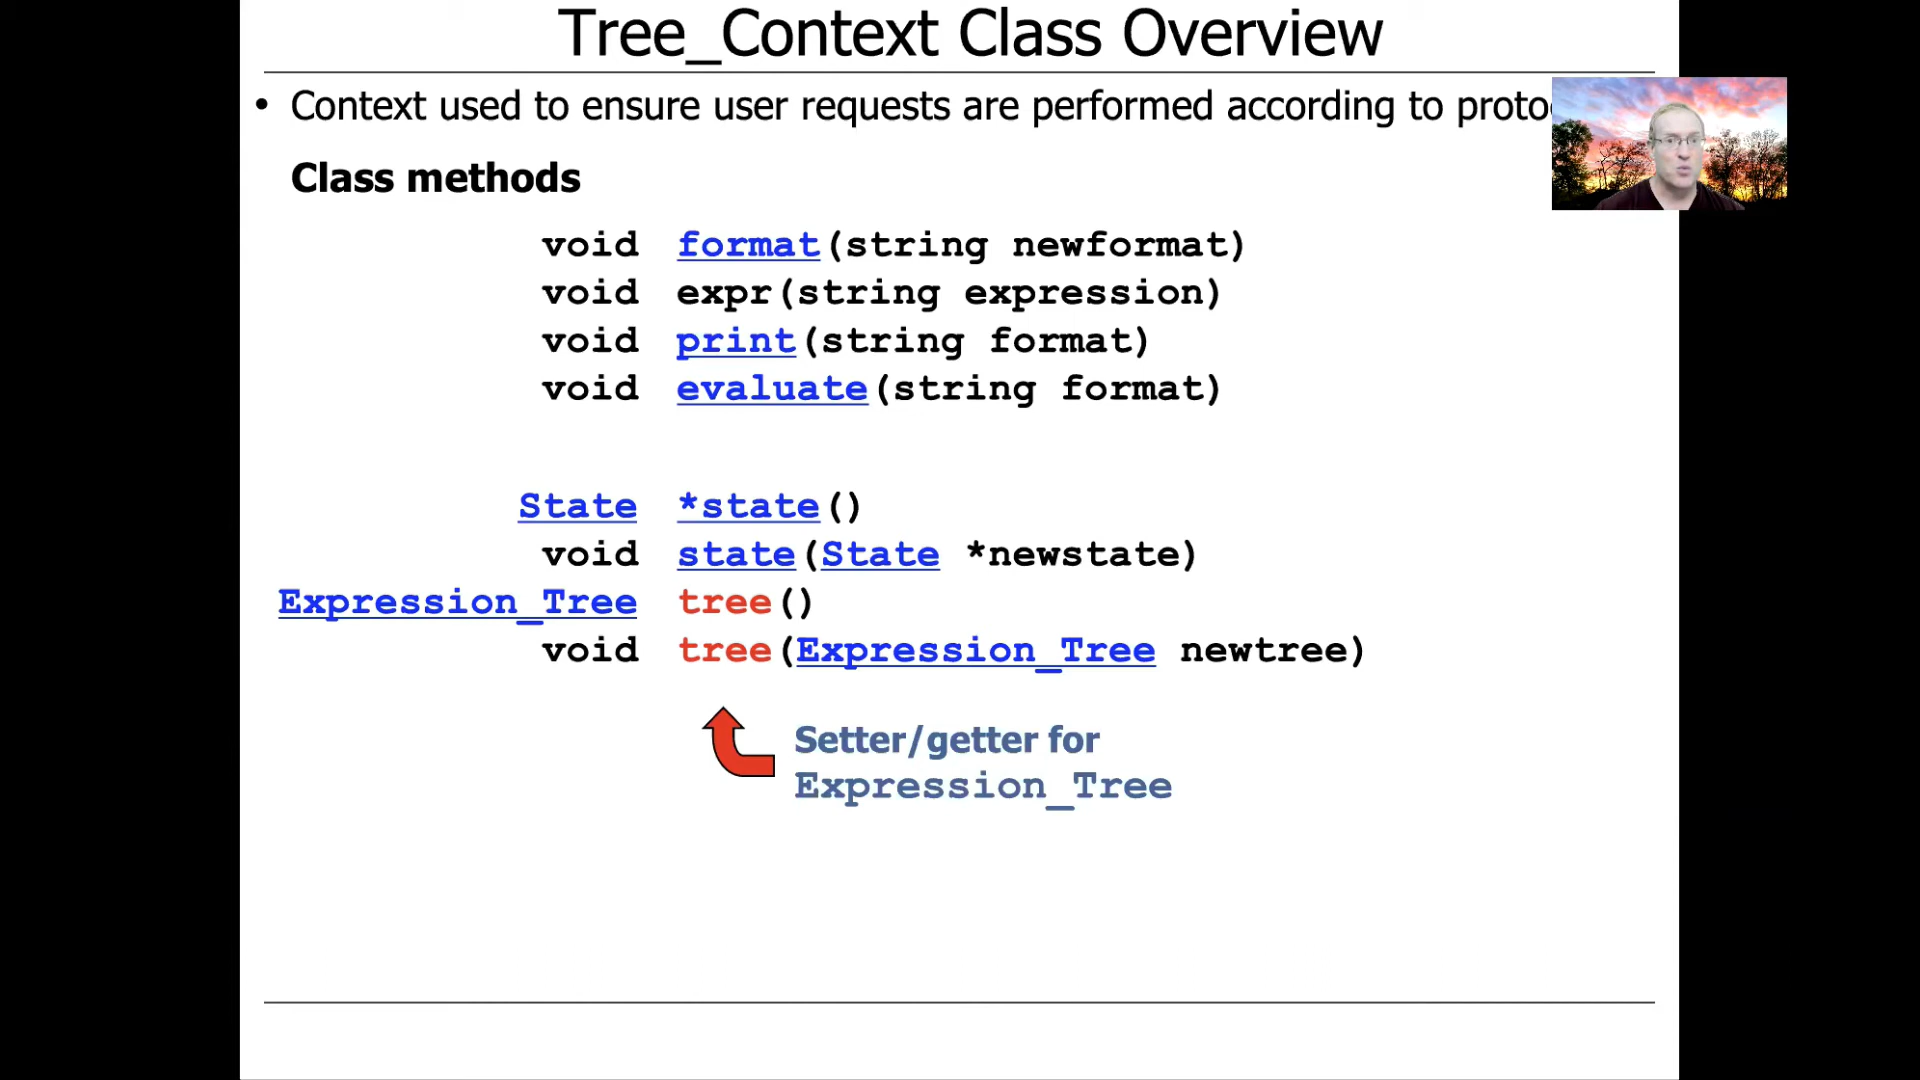 Tree_Context Class Overview
• Context used to ensure user requests are performed according to
Class methods
void format(string newformat)
void expr(string expression)
void print(string format)
void evaluate(string format)
State *state()
void state(State *newstate)
Expression_Tree tree()
void tree(Expression_Tree newtree)
Setter/getter for
Expression_Tree